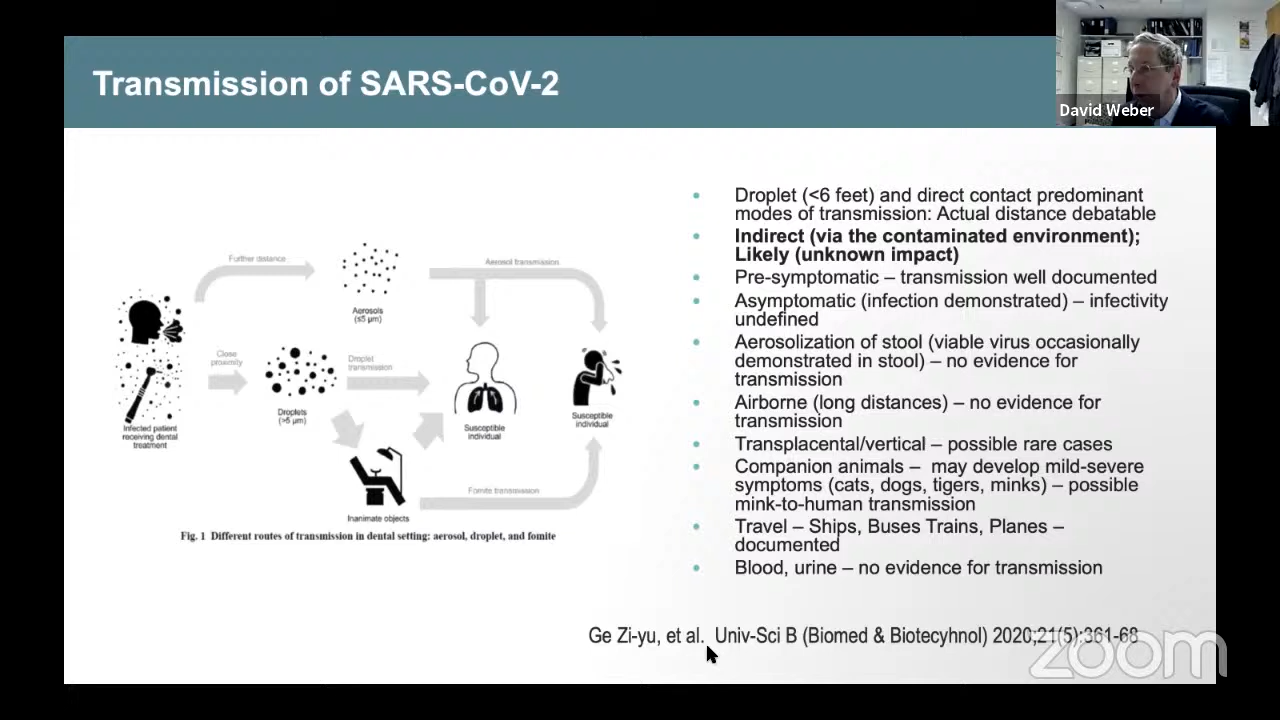 Transmission of SARS-CoV-2
David Weber
Droplet (<6 feet) and direct contact predominant
modes of transmission: Actual distance debatable
Indirect (via the contaminated environment);
Likely (unknown impact)
Pre-symptomatic – transmission well documented
Asymptomatic (infection demonstrated) – infectivity
undefined
Aerosolization of stool (viable virus occasionally
demonstrated in stool) – no evidence for
transmission
Airborne (long distances) – no evidence for
transmission
Transplacental/vertical – possible rare cases
Companion animals – may develop mild-severe
symptoms (cats, dogs, tigers, minks) – possible
mink-to-human transmission
Travel – Ships, Buses Trains, Planes –
documented
Blood, urine – no evidence for transmission
Further distance
Aerosols
(≤5 μm)
Aerosol transmission
Close
proximity
Droplet
transmission
Droplets
(>5 μm)
Infected patient
receiving dental
treatment
Susceptible
individual
Susceptible
individual
Fomite transmission
Inanimate objects
Fig. 1 Different routes of transmission in dental setting: aerosol, droplet, and fomite
Ge Zi-yu, et al. Univ-Sci B (Biomed & Biotecyhnol) 2020;21(5):361-68
zoom